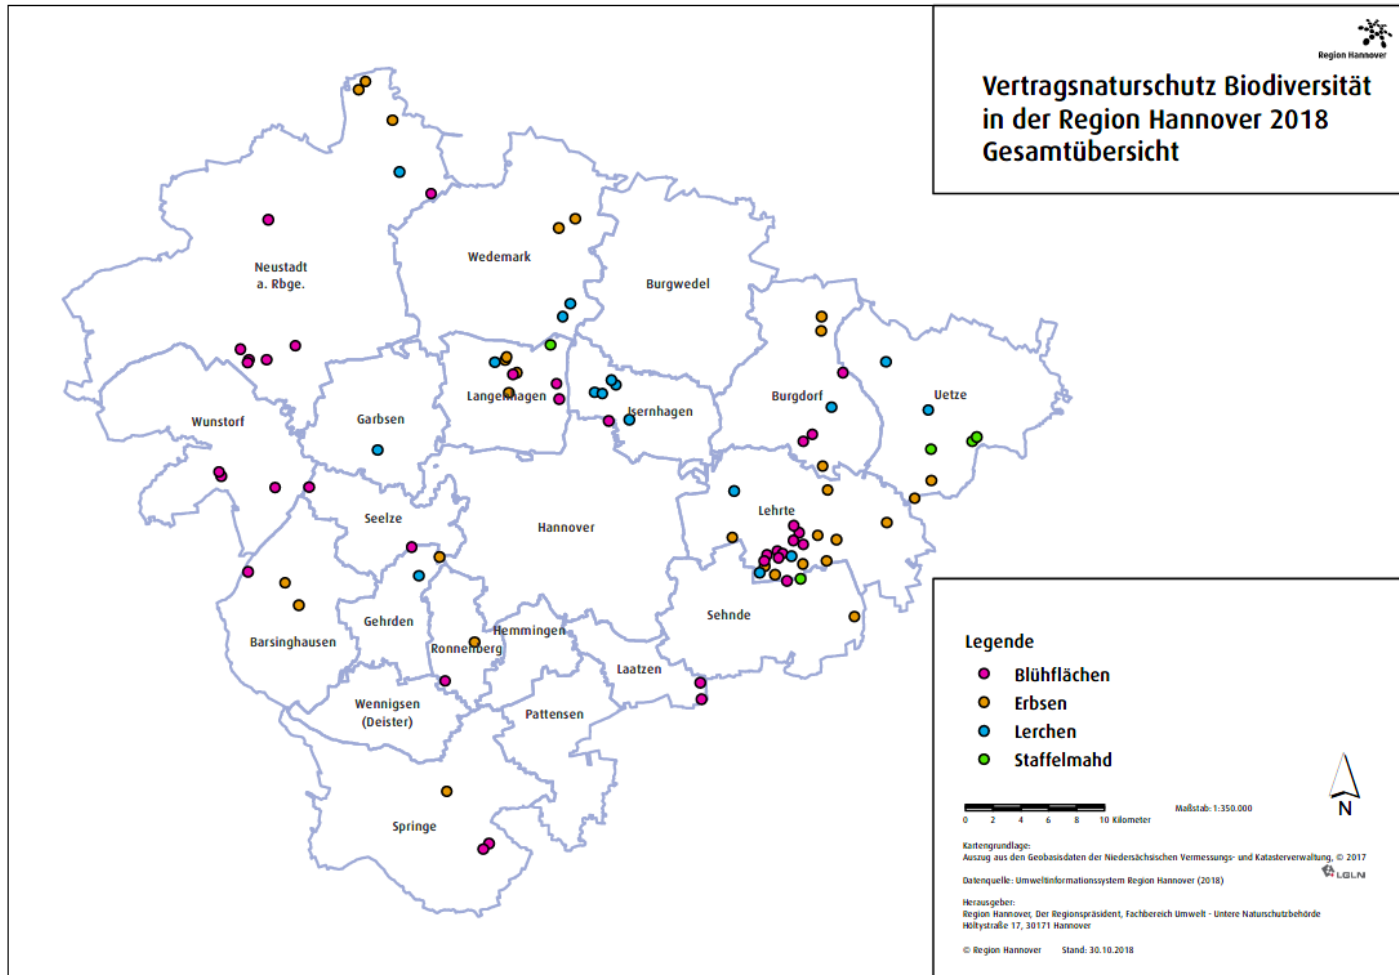 Region Hannover
Vertragsnaturschutz Biodiversität
in der Region Hannover 2018
Gesamtübersicht
Neustadt
a. Rbge.
Wedemark
Burgwedel
Wunstorf
Garbsen
Langenhagen
Isernhagen
Burgdorf
Uetze
Seelze
Hannover
Lehrte
Barsinghausen
Gehrden
Ronnenberg
Hemmingen
Laatzen
Sehnde
Wennigsen
(Deister)
Pattensen
Springe
Legende
Blühflächen
Erbsen
Lerchen
Staffelmahd
0 2 4 6 8 10 Kilometer
Maßstab: 1:350.000
N
Kartengrundlage:
Auszug aus den Geobasisdaten der Niedersächsischen Vermessungs- und Katasterverwaltung, © 2017
LGLN
Datenquelle: Umweltinformationssystem Region Hannover (2018)
Herausgeber:
Region Hannover, Der Regionspräsident, Fachbereich Umwelt - Untere Naturschutzbehörde
Höltystraße 17, 30171 Hannover
© Region Hannover Stand: 30.10.2018